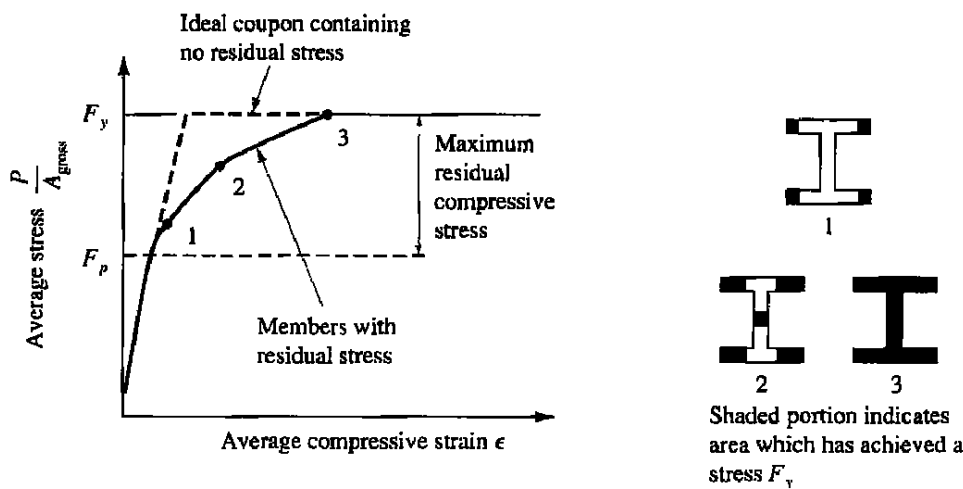 Ideal coupon containing
no residual stress
F_y
3
Maximum
residual
compressive
stress
2
1
F_p
Average stress P / A_gross
Members with
residual stress
Average compressive strain ϵ
1
2
3
Shaded portion indicates
area which has achieved a
stress F_y